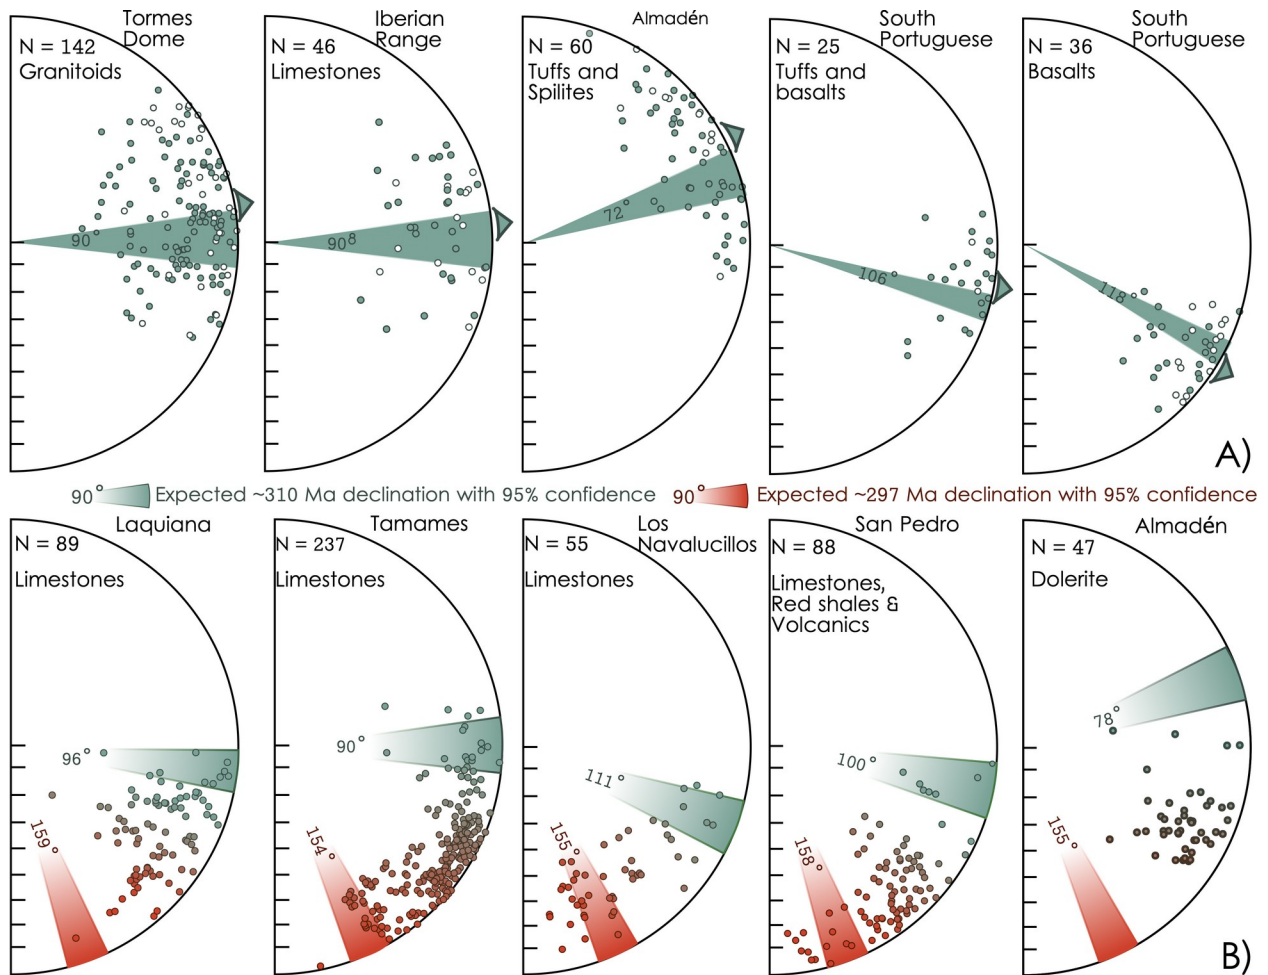 Tormes
Dome
N = 142
Granitoids
90°
Iberian
Range
N = 46
Limestones
90°
Almadén
N = 60
Tuffs and
Spilites
72°
South
Portuguese
N = 25
Tuffs and
basalts
106°
South
Portuguese
N = 36
Basalts
118°
A)
90° Expected ~310 Ma declination with 95% confidence
90° Expected ~297 Ma declination with 95% confidence
Laquiana
N = 89
Limestones
96°
159°
Tamames
N = 237
Limestones
90°
154°
Los
Navalucillos
N = 55
Limestones
111°
155°
San Pedro
N = 88
Limestones,
Red shales &
Volcanics
100°
158°
Almadén
N = 47
Dolerite
78°
155°
B)